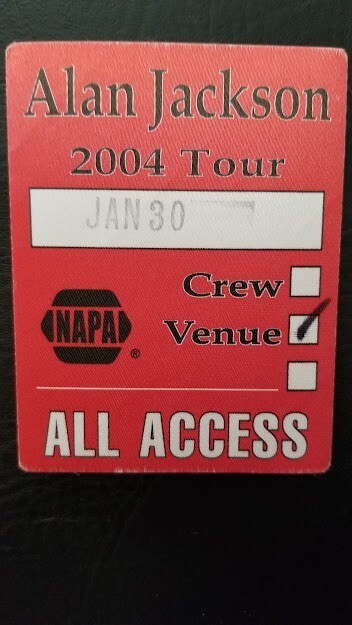 Alan Jackson
2004 Tour
JAN 30
Crew
Venue
NAPA®
ALL ACCESS